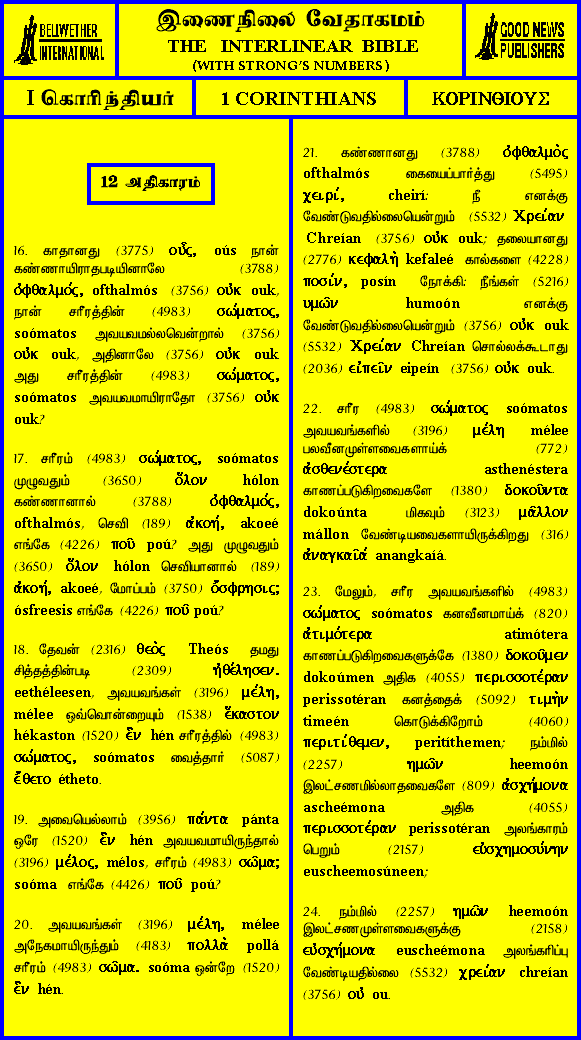 BELLWETHER
INTERNATIONAL
இணைநிலை வேதாகமம்
THE INTERLINEAR BIBLE
(WITH STRONG'S NUMBERS)
GOOD NEWS
PUBLISHERS
I கொரிந்தியர்
1 CORINTHIANS
ΚΟΡΙΝΘΙΟΥΣ
12 அதிகாரம்
16. காதானது (3775) οὖς, oús நான்
கண்ணாயிராதபடியினாலே (3788)
ὀφθαλμός, ofthalmós (3756) οὐκ ouk,
நான் சரீரத்தின் (4983) σώματος,
soómatos அவயவமல்லவென்றால் (3756)
οὐκ ouk, அதினாலே (3756) οὐκ ouk
அது சரீரத்தின் (4983) σώματος,
soómatos அவயவமாயிராதோ (3756) οὐκ
ouk?
17. சரீரம் (4983) σώματος, soómatos
முழுவதும் (3650) ὅλον hólon
கண்ணானால் (3788) ὀφθαλμός,
ofthalmós, செவி (189) ἀκοή, akoeé
எங்கே (4226) ποῦ poú? அது முழுவதும்
(3650) ὅλον hólon செவியானால் (189)
ἀκοή, akoeé, மோப்பம் (3750) ὄσφρησις;
ósfreesis எங்கே (4226) ποῦ poú?
18. தேவன் (2316) θεὸς Theós தமது
சித்தத்தின்படி (2309) ἠθέλησεν.
eethéleesen, அவயவங்கள் (3196) μέλη,
mélee ஒவ்வொன்றையும் (1538) ἕκαστον
hékaston (1520) ἓν hén சரீரத்தில் (4983)
σώματος, soómatos வைத்தார் (5087)
ἔθετο étheto.
19. அவையெல்லாம் (3956) πάντα pánta
ஒரே (1520) ἓν hén அவயவமாயிருந்தால்
(3196) μέλος, mélos, சரீரம் (4983) σῶμα;
soóma எங்கே (4426) ποῦ poú?
20. அவயவங்கள் (3196) μέλη, mélee
அநேகமாயிருந்தும் (4183) πολλὰ pollá
சரீரம் (4983) σῶμα. soóma ஒன்றே (1520)
ἓν hén.
21. கண்ணானது (3788) ὀφθαλμὸς
ofthalmós கையைப்பார்த்து (5495)
χειρί, cheirí: நீ எனக்கு
வேண்டுவதில்லையென்றும் (5532) Χρείαν
Chreían (3756) οὐκ ouk; தலையானது
(2776) κεφαλὴ kefaleé கால்களை (4228)
ποσίν, posín நோக்கி: நீங்கள் (5216)
υμῶν humoón எனக்கு
வேண்டுவதில்லையென்றும் (3756) οὐκ ouk
(5532) Χρείαν Chreían சொல்லக்கூடாது
(2036) εἰπεῖν eipeín (3756) οὐκ ouk.
22. சரீர (4983) σώματος soómatos
அவயவங்களில் (3196) μέλη mélee
பலவீனமுள்ளவைகளாய்க் (772)
ἀσθενέστερα asthenéstera
காணப்படுகிறவைகளே (1380) δοκοῦντα
dokoúnta மிகவும் (3123) μᾶλλον
mállon வேண்டியவைகளாயிருக்கிறது (316)
ἀναγκαῖά anangkaíá.
23. மேலும், சரீர அவயவங்களில் (4983)
σώματος soómatos கனவீனமாய்க் (820)
ἀτιμότερα atimótera
காணப்படுகிறவைகளுக்கே (1380) δοκοῦμεν
dokoúmen அதிக (4055) περισσοτέραν
perissotéran கனத்தைக் (5092) τιμὴν
timeén கொடுக்கிறோம் (4060)
περιτίθεμεν, peritíthemen; நம்மில்
(2257) ημῶν heemoón
இலட்சணமில்லாதவைகளே (809) ἀσχήμονα
ascheémona அதிக (4055)
περισσοτέραν perissotéran அலங்காரம்
பெறும் (2157) εὐσχημοσύνην
euscheemosúneen;
24. நம்மில் (2257) ημῶν heemoón
இலட்சணமுள்ளவைகளுக்கு (2158)
εὐσχήμονα euscheémona அலங்கரிப்பு
வேண்டியதில்லை (5532) χρείαν chreían
(3756) οὐ ou.